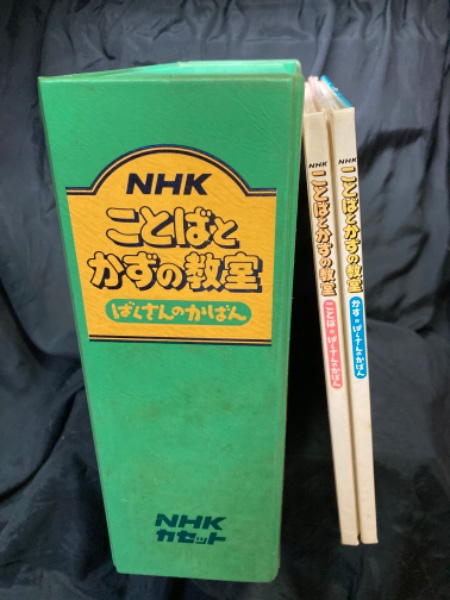 NHK
ことばと
かずの教室
ばくさんのかばん
NHK
カセット
NHK
ことばとかずの教室
ことばのばくさんのかばん
NHK
ことばとかずの教室
かずのばくさんのかばん